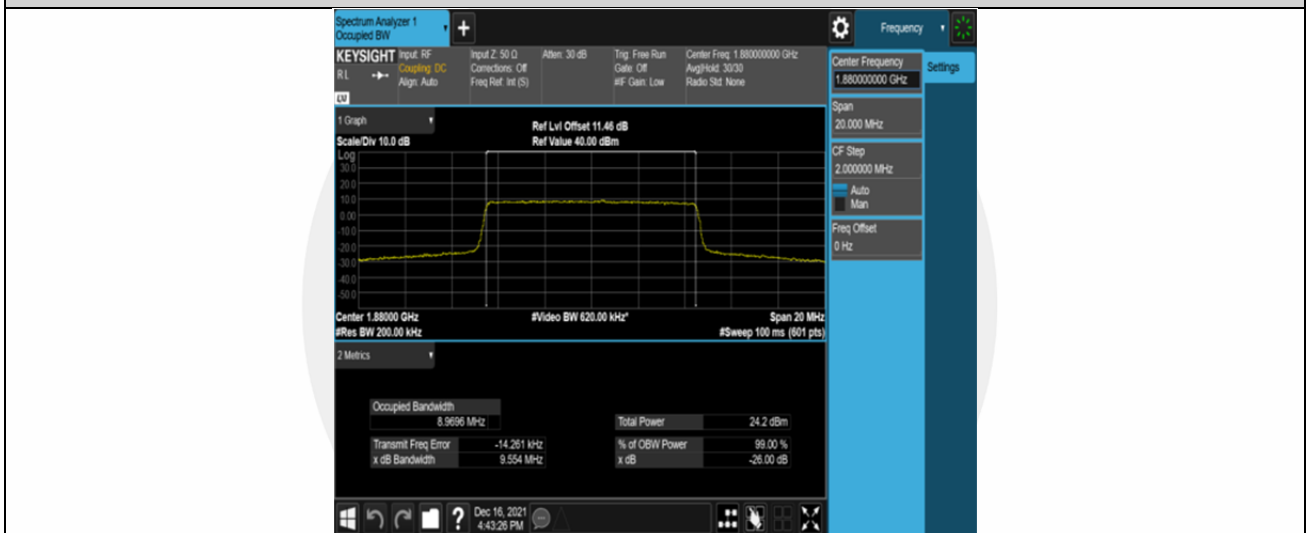 Spectrum Analyzer 1
Occupied BW
+
Frequency
KEYSIGHT
RL
Input: RF
Coupling: DC
Align: Auto
Input Z: 50 Ω
Corrections: Off
Freq Ref: Int (S)
Atten: 30 dB
Trig: Free Run
Gate: Off
#IF Gain: Low
Center Freq: 1.880000000 GHz
Avg|Hold: 30/30
Radio Std: None
Center Frequency
1.880000000 GHz
Settings
Span
20.000 MHz
CF Step
2.000000 MHz
Auto
Man
Freq Offset
0 Hz
1 Graph
Ref Lvl Offset 11.46 dB
Scale/Div 10.0 dB
Ref Value 40.00 dBm
Log
30.0
20.0
10.0
0.00
-10.0
-20.0
-30.0
-40.0
-50.0
Center 1.88000 GHz
#Video BW 620.00 kHz*
Span 20 MHz
#Res BW 200.00 kHz
#Sweep 100 ms (601 pts)
2 Metrics
Occupied Bandwidth
8.9696 MHz
Total Power 24.2 dBm
Transmit Freq Error -14.261 kHz
% of OBW Power 99.00 %
x dB Bandwidth 9.554 MHz
x dB -26.00 dB
?
Dec 16, 2021
4:43:26 PM